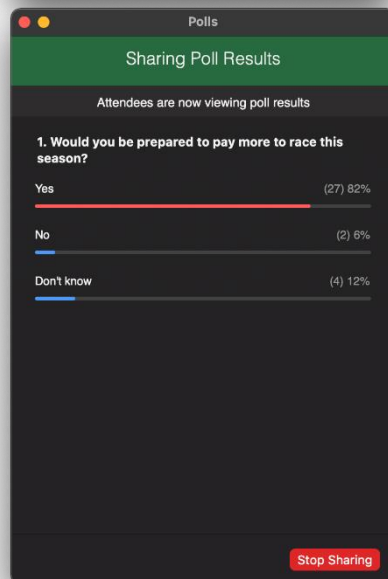 Polls
Sharing Poll Results
Attendees are now viewing poll results
1. Would you be prepared to pay more to race this
season?
Yes (27) 82%
No (2) 6%
Don't know (4) 12%
Stop Sharing